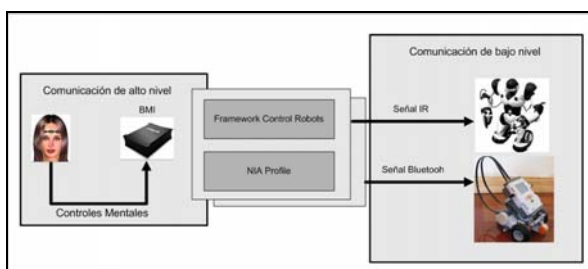 Comunicación de alto nivel
BMI
Controles Mentales
Framework Control Robots
NIA Profile
Comunicación de bajo nivel
Señal IR
Señal Bluetooh